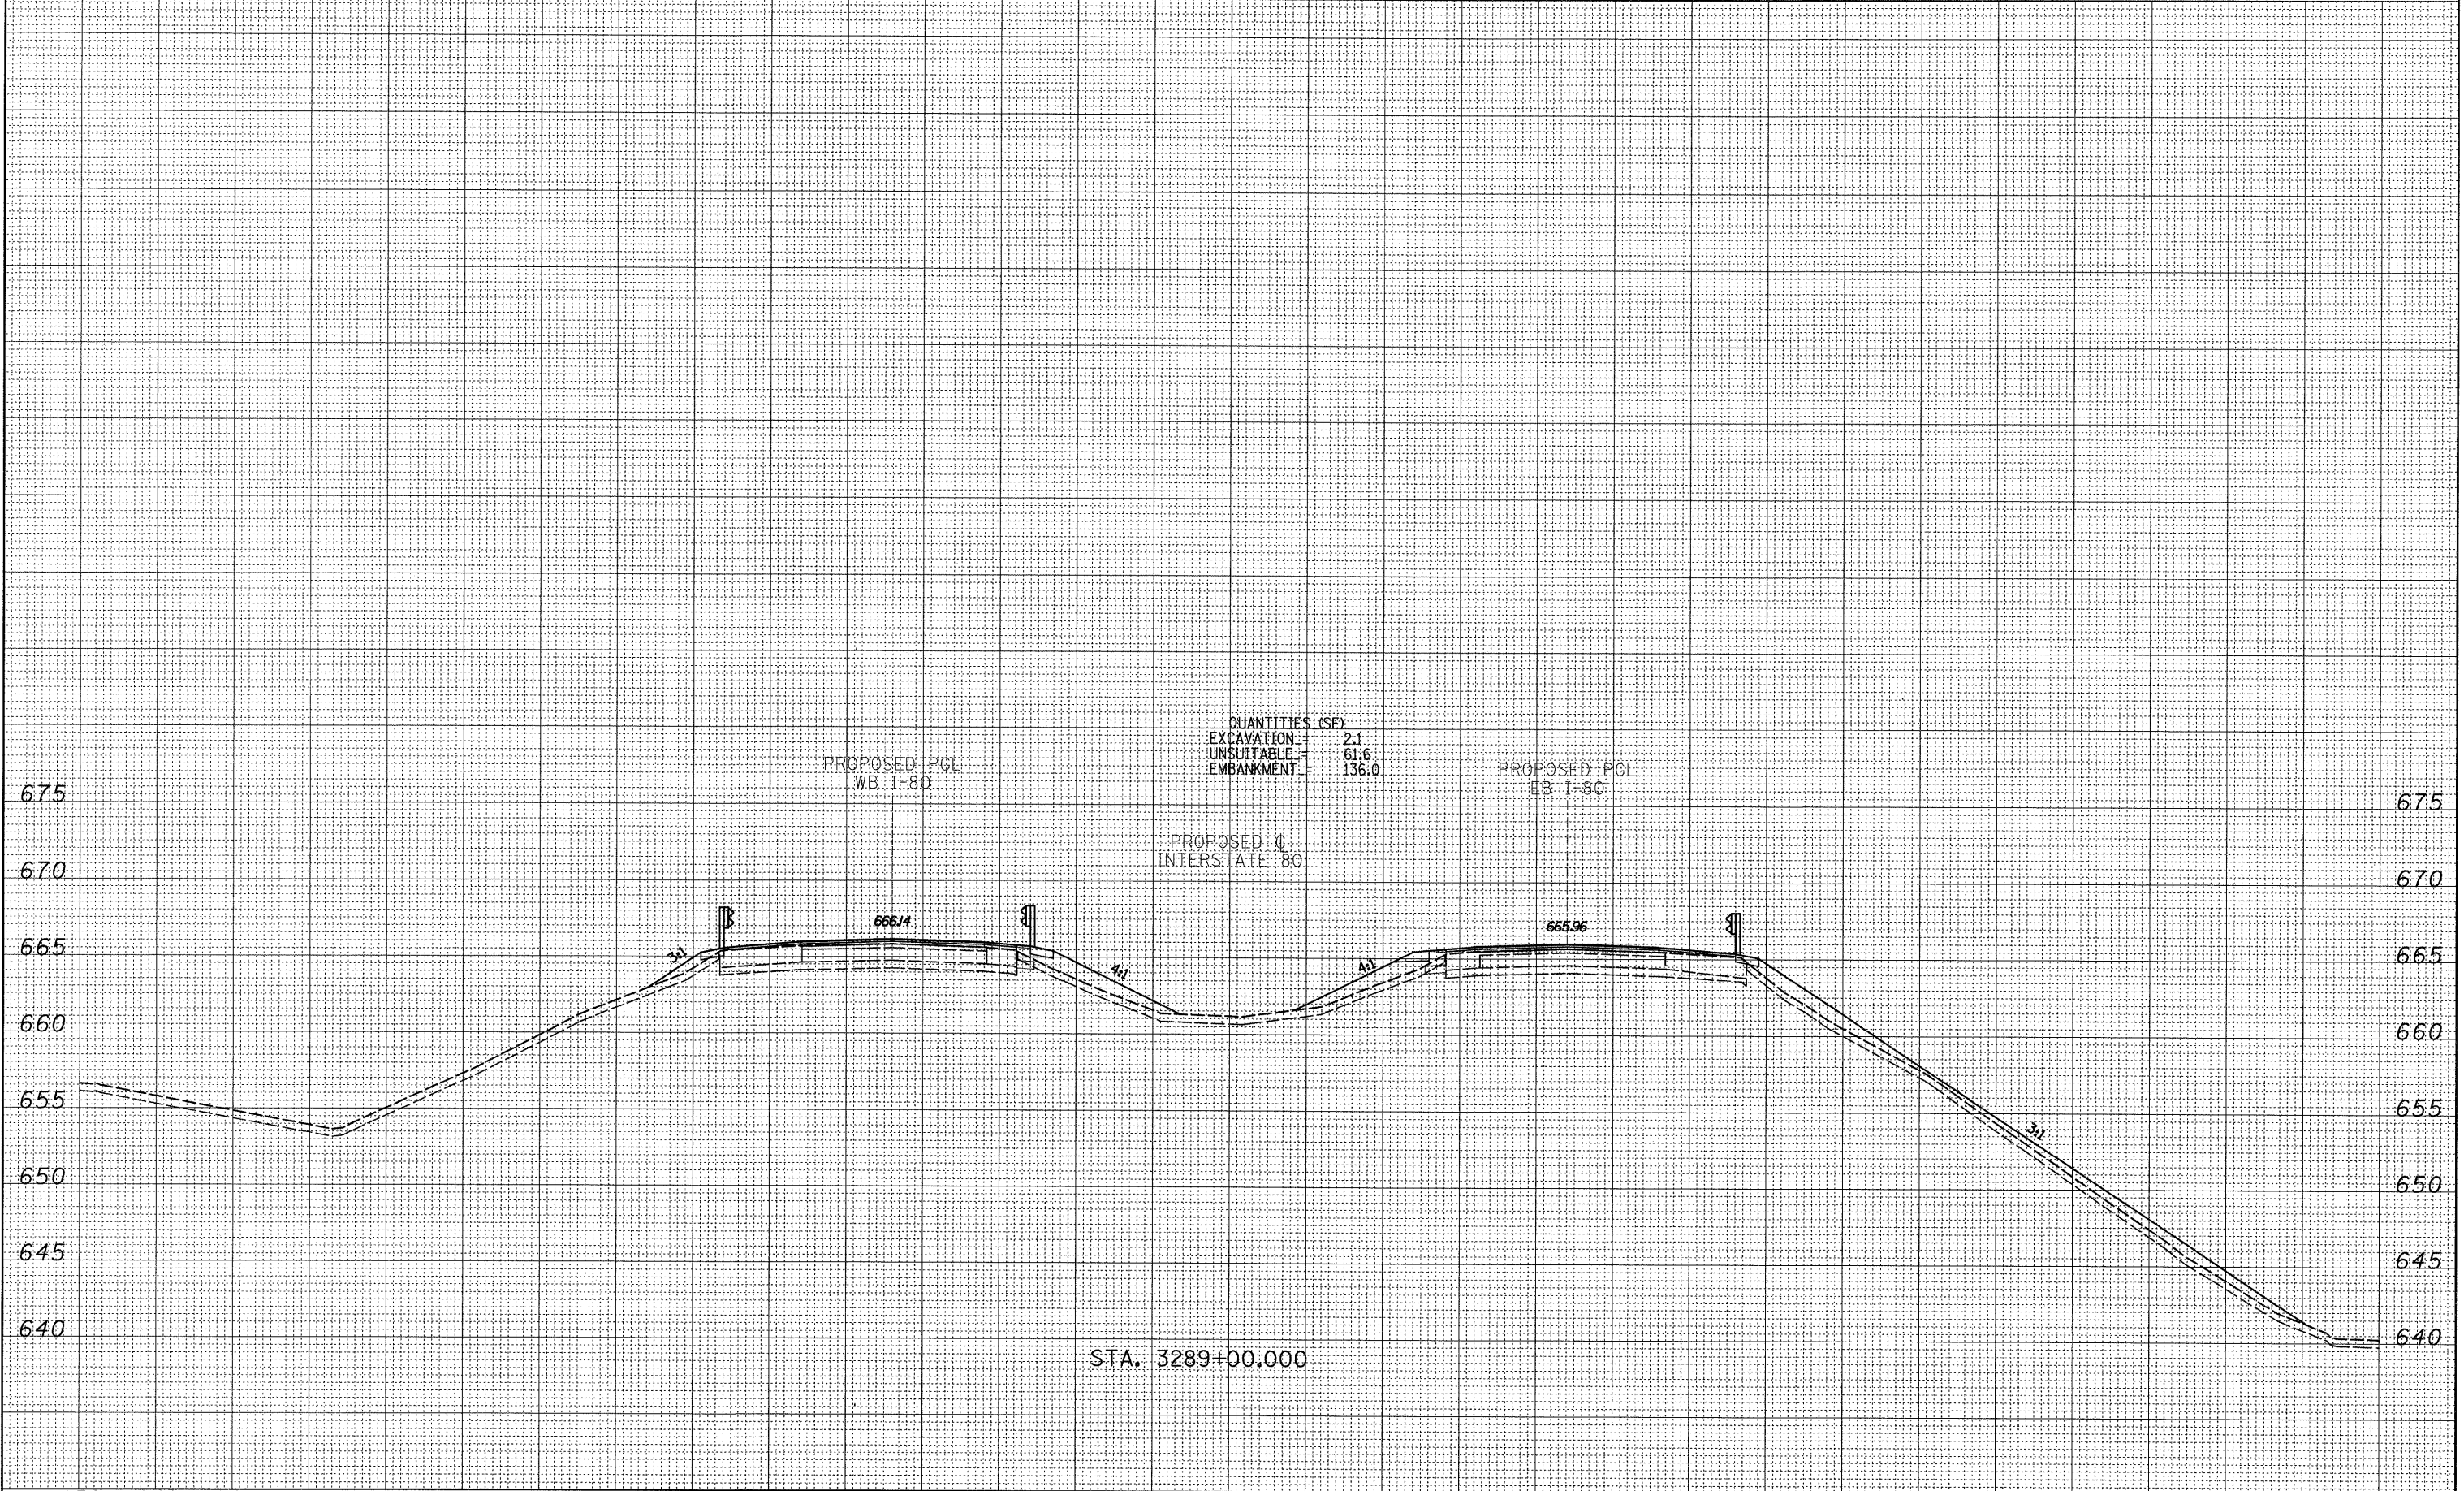 QUANTITIES (SF)
EXCAVATION = 2.1
UNSUITABLE = 61.6
EMBANKMENT = 136.0
PROPOSED PGL
WB I-80
PROPOSED PGL
EB I-80
675
675
PROPOSED ℄
INTERSTATE 80
670
670
666.14
665.96
665
665
3:1
4:1
4:1
660
660
655
655
3:1
650
650
645
645
640
640
STA. 3289+00.000